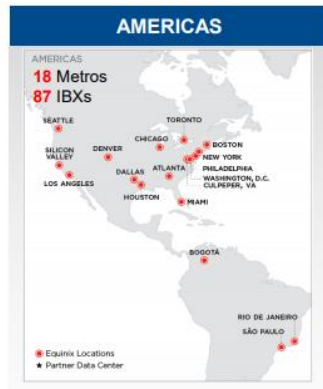 AMERICAS
AMERICAS
18 Metros
87 IBXs
SEATTLE
TORONTO
CHICAGO
BOSTON
SILICON
VALLEY
DENVER
NEW YORK
DALLAS
ATLANTA
PHILADELPHIA
WASHINGTON, D.C.
CULPEPER, VA
LOS ANGELES
HOUSTON
MIAMI
BOGOTÁ
RIO DE JANEIRO
SÃO PAULO
Equinix Locations
★ Partner Data Center